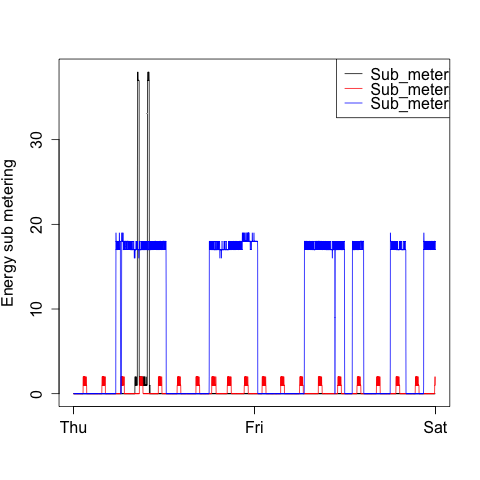 Sub_meter
Sub_meter
Sub_meter
Energy sub metering
30
20
10
0
Thu Fri Sat